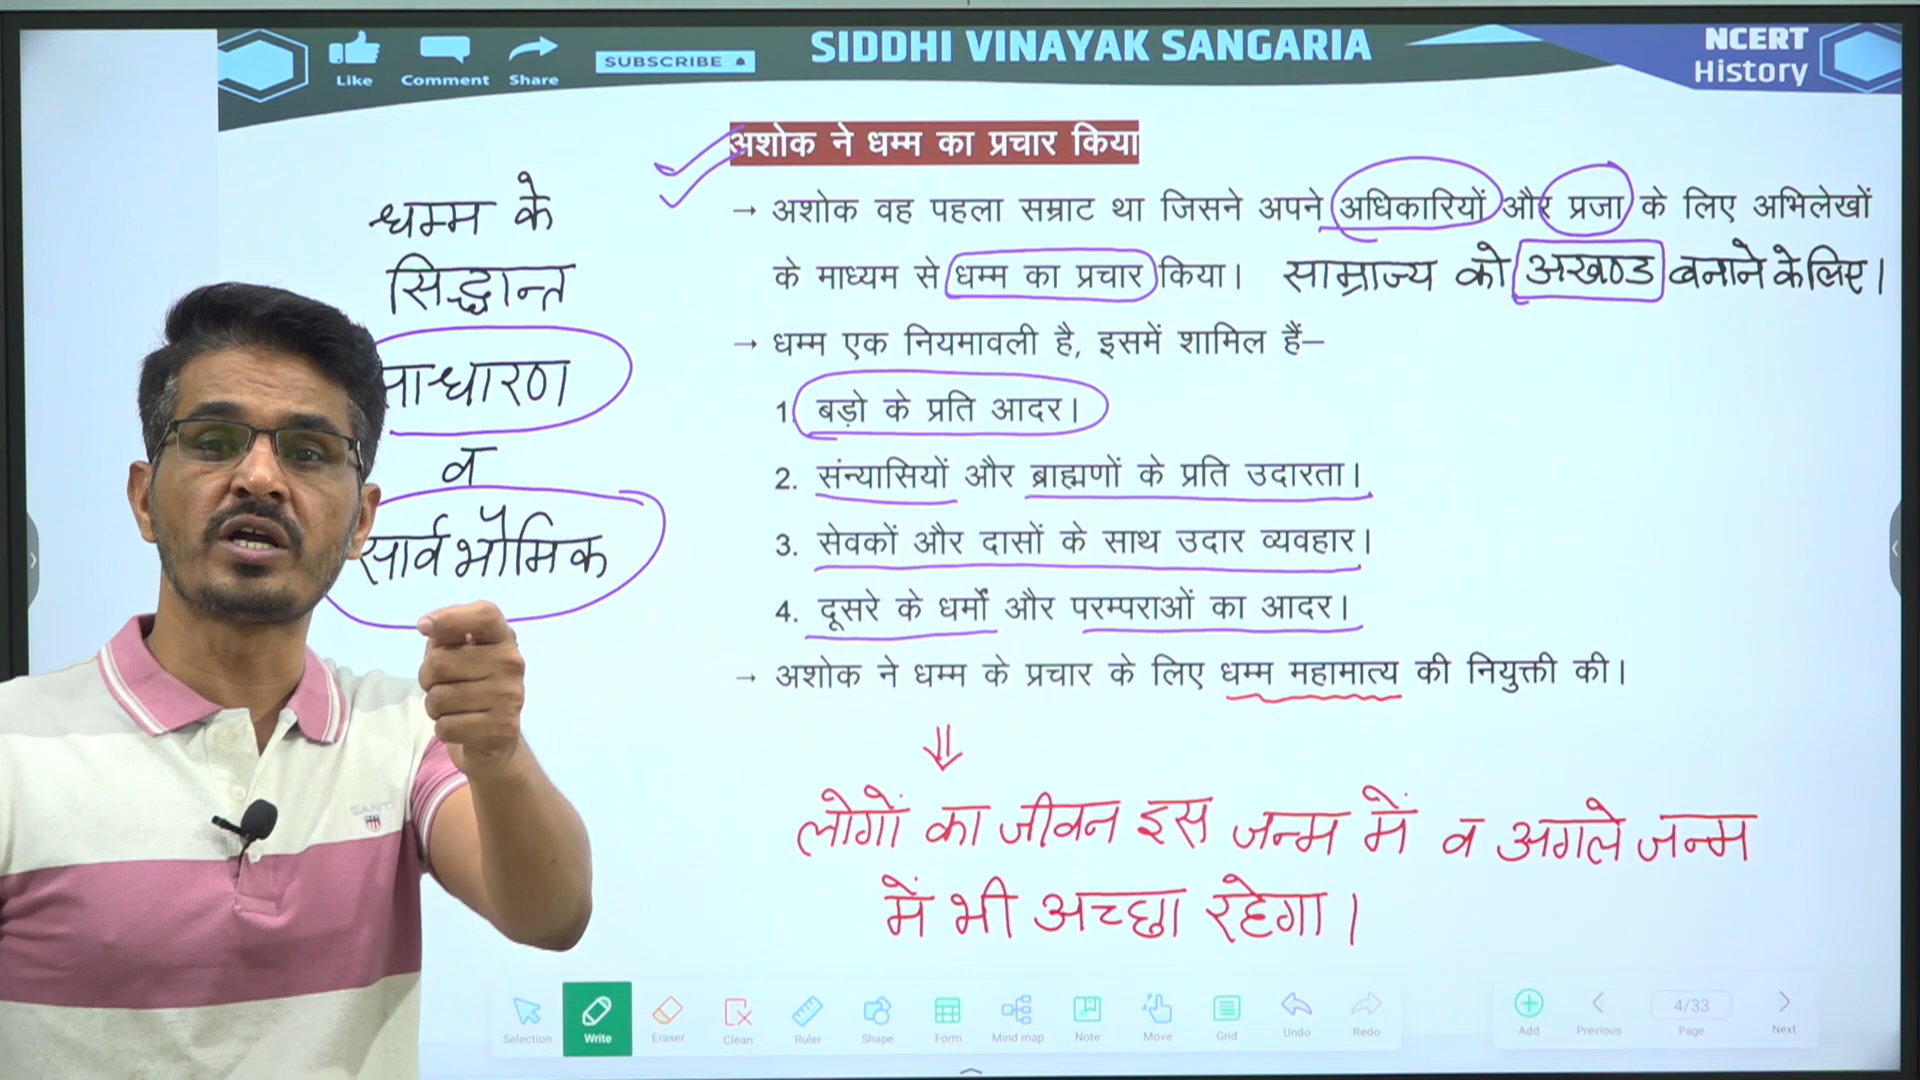 Like
Comment
Share
SUBSCRIBE
SIDDHI VINAYAK SANGARIA
NCERT
History
अशोक ने धम्म का प्रचार किया
→ अशोक वह पहला सम्राट था जिसने अपने अधिकारियों और प्रजा के लिए अभिलेखों
के माध्यम से धम्म का प्रचार किया। साम्राज्य को अखण्ड बनाने के लिए।
→ धम्म एक नियमावली है, इसमें शामिल हैं–
1. बड़ो के प्रति आदर।
2. संन्यासियों और ब्राह्मणों के प्रति उदारता।
3. सेवकों और दासों के साथ उदार व्यवहार।
4. दूसरे के धर्मों और परम्पराओं का आदर।
→ अशोक ने धम्म के प्रचार के लिए धम्म महामात्य की नियुक्ती की।
लोगों का जीवन इस जन्म में व अगले जन्म
में भी अच्छा रहेगा।
धम्म के
सिद्धान्त
साधारण
व
सार्वभौमिक
Selection
Write
Eraser
Clean
Ruler
Shape
Form
Mind map
Note
Move
Grid
Undo
Redo
Add
Previous
4/33
Page
Next